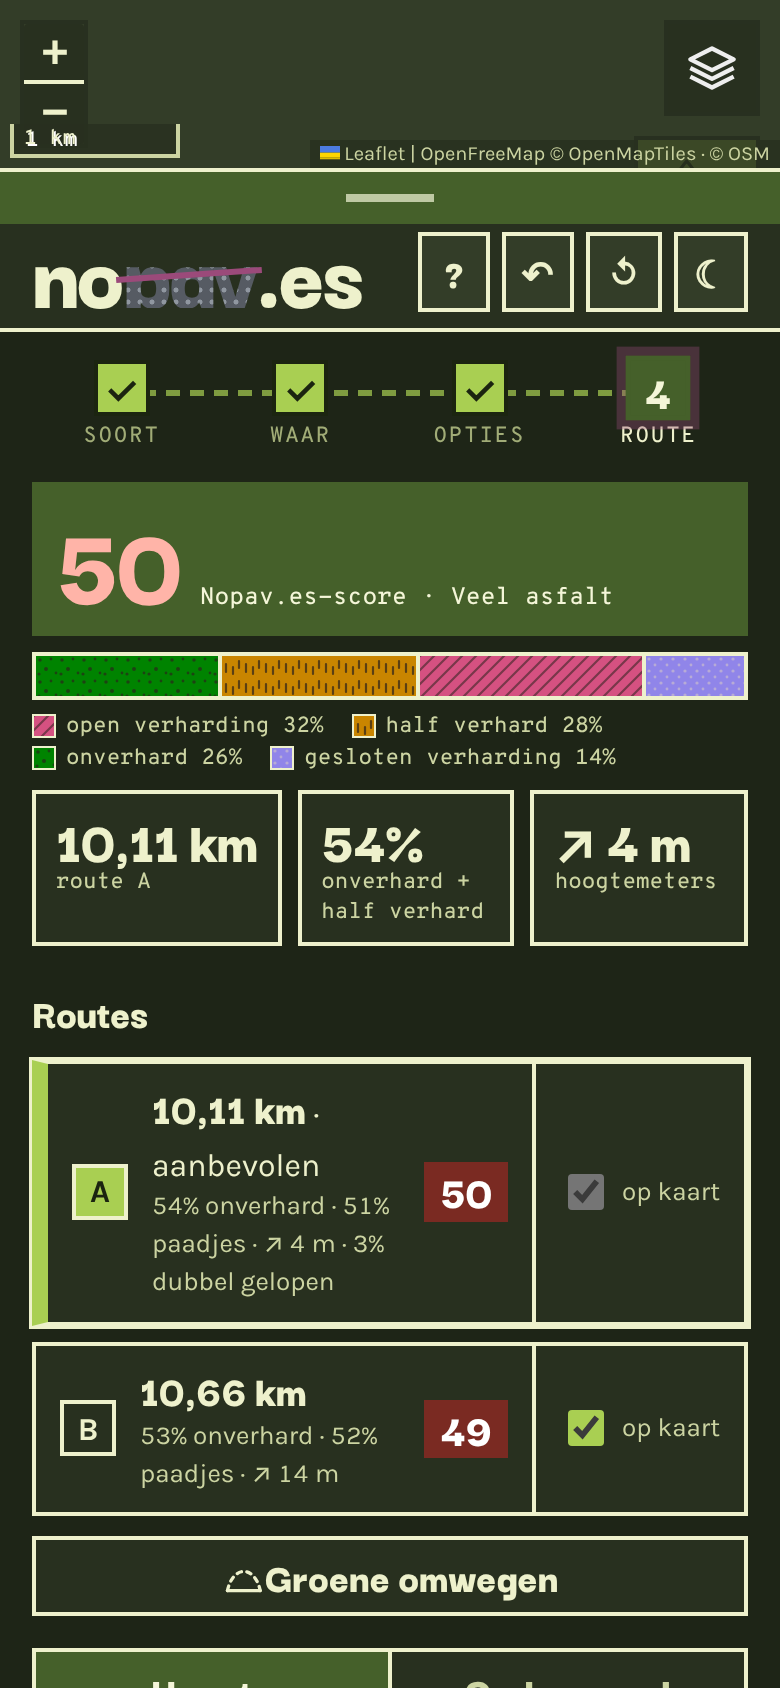 +
−
1 km
Leaflet | OpenFreeMap © OpenMapTiles · © OSM
nopav.es
? ↶ ↺ ☾
4
SOORT WAAR OPTIES ROUTE
50 Nopav.es-score · Veel asfalt
open verharding 32% half verhard 28%
onverhard 26% gesloten verharding 14%
10,11 km 54% ↗ 4 m
route A onverhard + hoogtemeters
half verhard
Routes
10,11 km ·
aanbevolen
A 54% onverhard · 51% 50 op kaart
paadjes · ↗ 4 m · 3%
dubbel gelopen
10,66 km
B 53% onverhard · 52% 49 op kaart
paadjes · ↗ 14 m
Groene omwegen